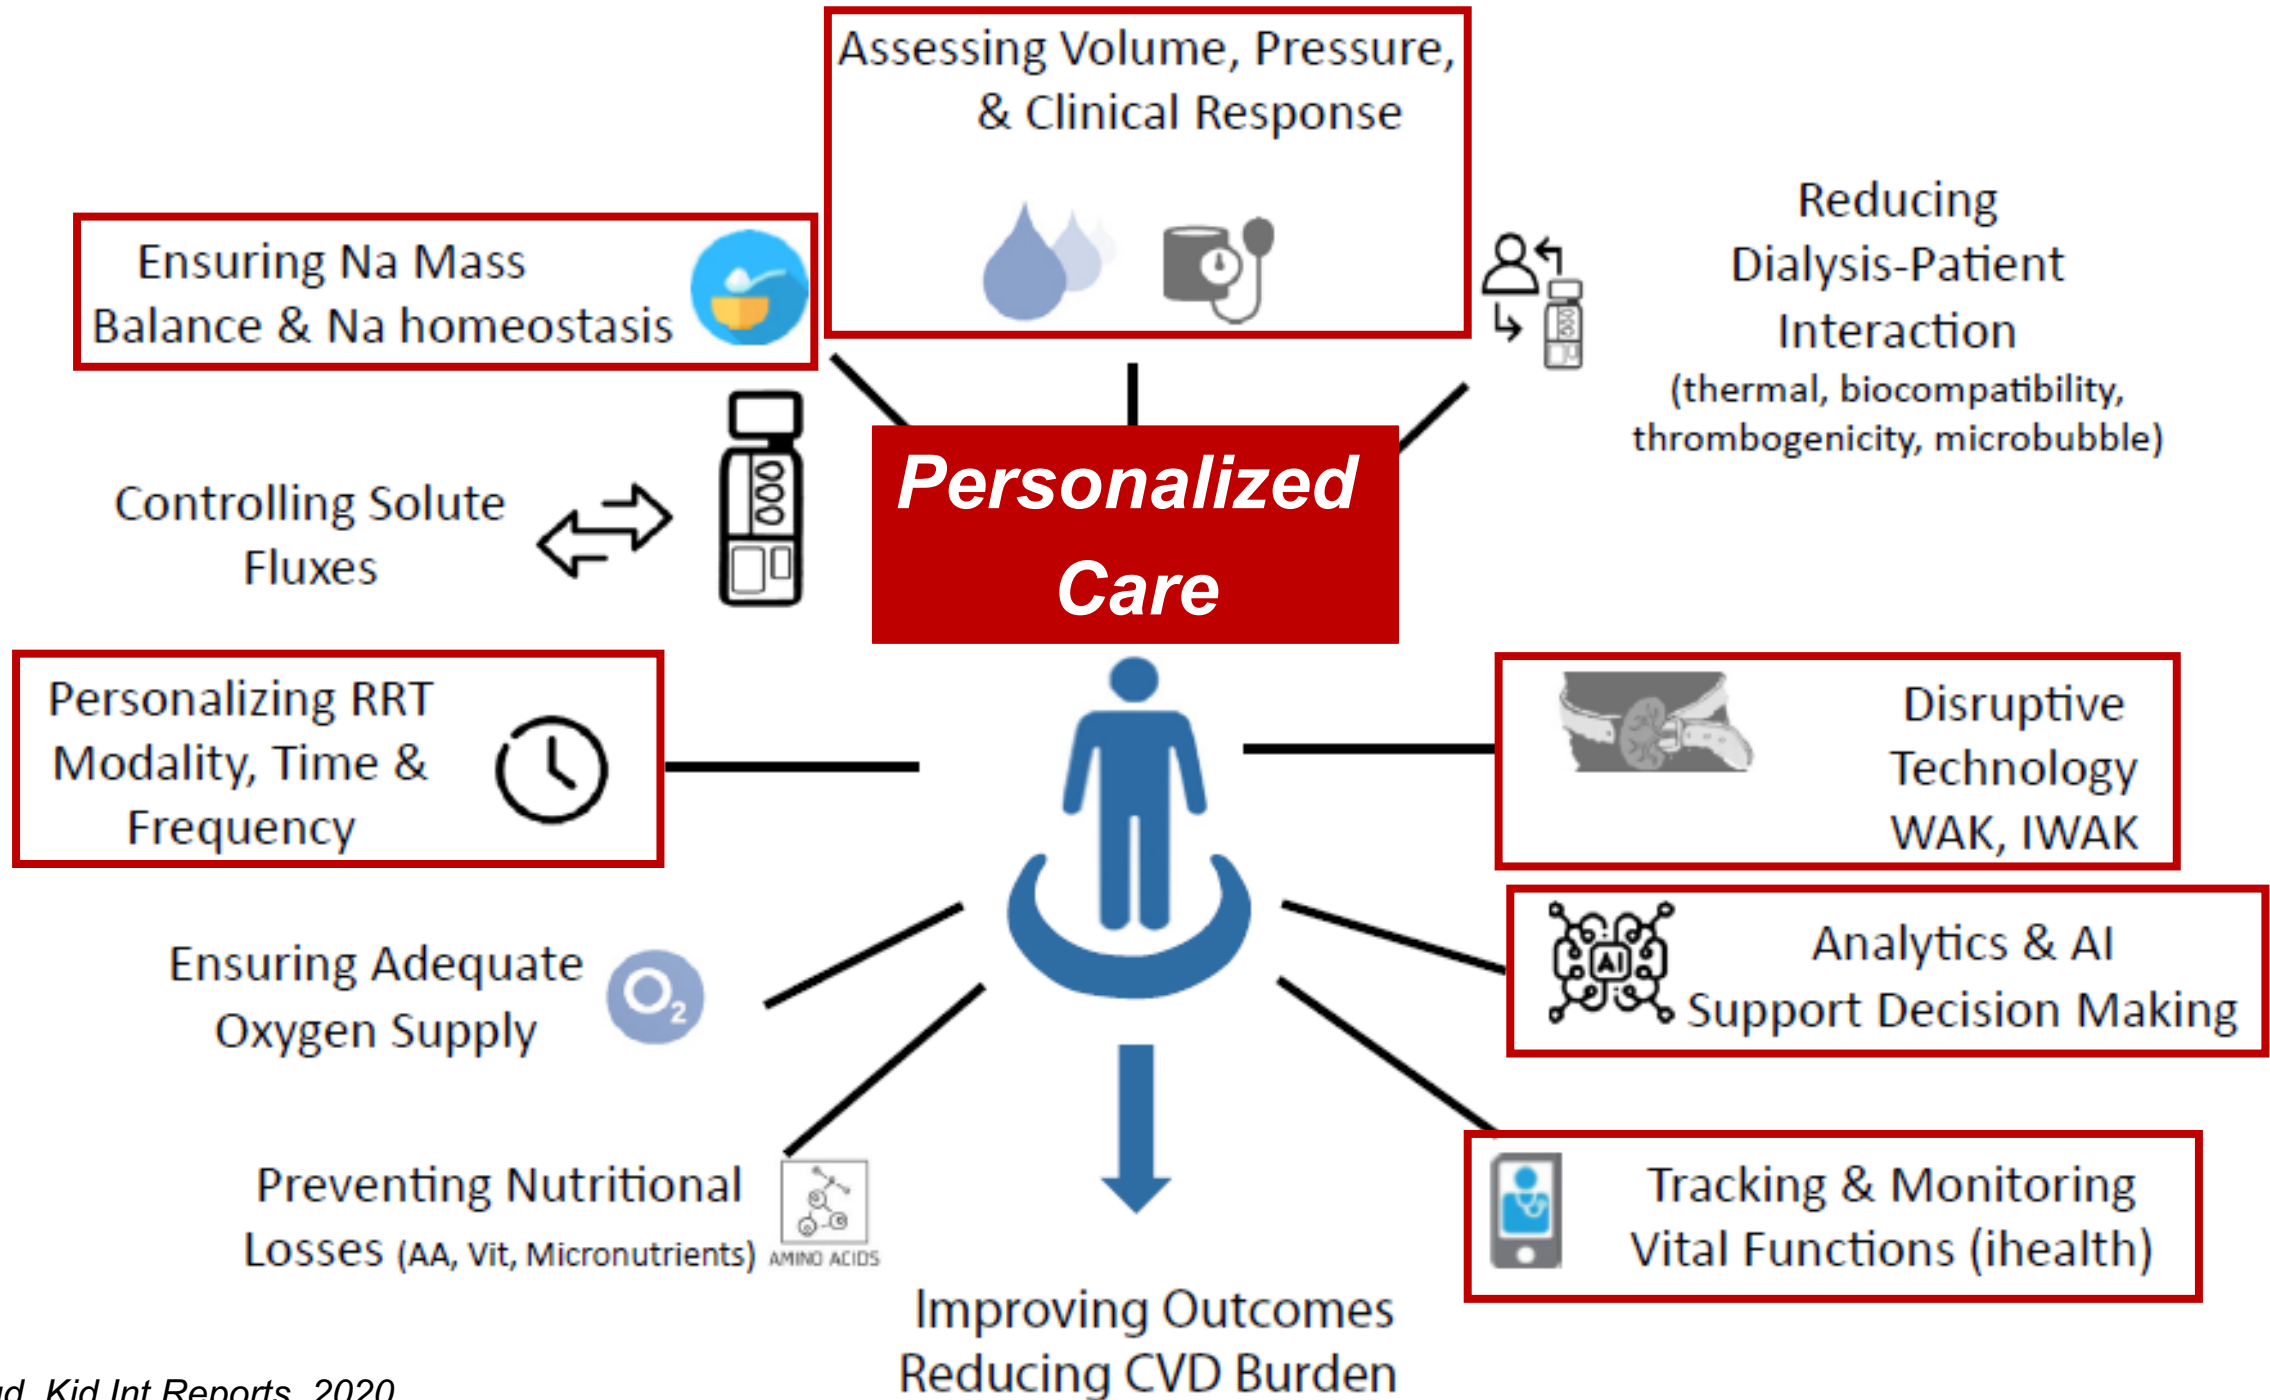 Assessing Volume, Pressure,
& Clinical Response
Ensuring Na Mass
Balance & Na homeostasis
Reducing
Dialysis-Patient
Interaction
(thermal, biocompatibility,
thrombogenicity, microbubble)
Controlling Solute
Fluxes
Personalized
Care
Personalizing RRT
Modality, Time &
Frequency
Disruptive
Technology
WAK, IWAK
Ensuring Adequate
Oxygen Supply
O2
AI
Analytics & AI
Support Decision Making
Preventing Nutritional
Losses (AA, Vit, Micronutrients)
AMINO ACIDS
Tracking & Monitoring
Vital Functions (ihealth)
Improving Outcomes
Reducing CVD Burden
Kid Int Reports, 2020